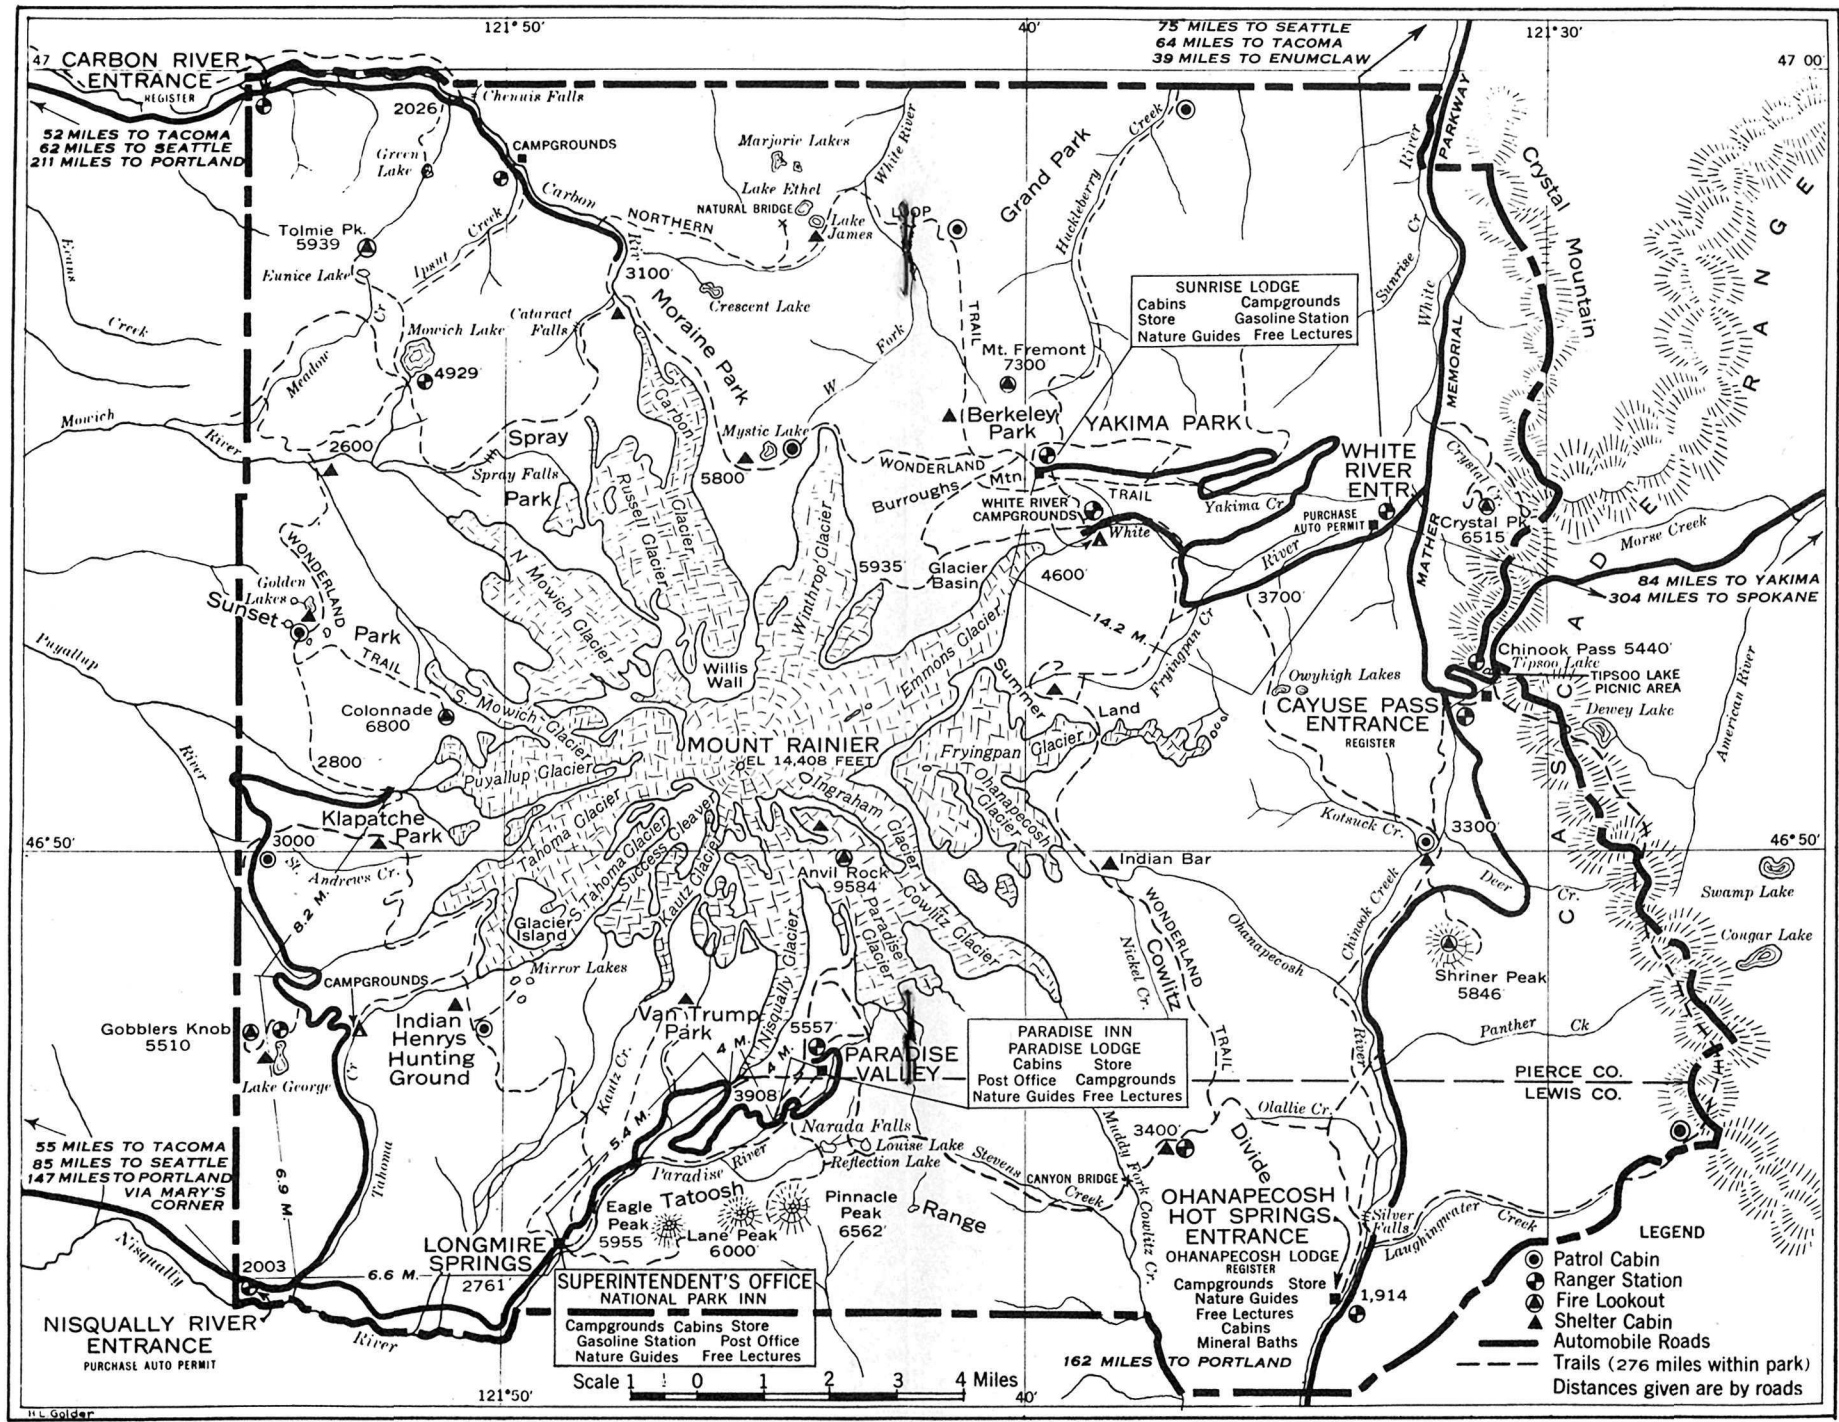 121° 50'
40'
75 MILES TO SEATTLE
64 MILES TO TACOMA
39 MILES TO ENUMCLAW
121° 30'
47
47 00'
CARBON RIVER
ENTRANCE
REGISTER
52 MILES TO TACOMA
62 MILES TO SEATTLE
211 MILES TO PORTLAND
2026
Chenuis Falls
CAMPGROUNDS
Green
Lake
Carbon
Rir
Marjorie Lakes
Lake Ethel
NATURAL BRIDGE
Lake
James
NORTHERN
LOOP
TRAIL
White River
Grand Park
Huckleberry
Creek
River
PARKWAY
Crystal
Mountain
RANGE
Tolmie Pk.
5939
Eunice Lake
Ipsut
Creek
Evans
Creek
3100'
Crescent Lake
Cataract
Falls
Moraine Park
Mowich Lake
4929'
Meadow
Cr
W
Fork
Mt. Fremont
7300
Berkeley
Park
SUNRISE LODGE
Cabins Campgrounds
Store Gasoline Station
Nature Guides Free Lectures
Sunrise Cr
White
MEMORIAL
YAKIMA PARK
WHITE
RIVER
ENTR.
PURCHASE
AUTO PERMIT
Crystal Cr
Crystal Pk.
6515
Mowich
River
2600
Spray
Park
Spray Falls
Carbon
Glacier
Mystic Lake
5800'
WONDERLAND
TRAIL
Burroughs
Mtn.
WHITE RIVER
CAMPGROUNDS
White
River
Yakima Cr
MATHER
Morse Creek
84 MILES TO YAKIMA
304 MILES TO SPOKANE
WONDERLAND
TRAIL
Golden
Lakes
Sunset
Park
Russell Glacier
N Mowich Glacier
Winthrop Glacier
5935'
Glacier
Basin
4600'
14.2 M.
3700'
Fryingpan Cr
Puyallup
River
Willis
Wall
Emmons Glacier
Summer
Land
Owyhigh Lakes
Chinook Pass 5440'
Tipsoo Lake
TIPSOO LAKE
PICNIC AREA
CAYUSE PASS
ENTRANCE
REGISTER
Dewey Lake
American River
CASCADE
Colonnade
6800
S. Mowich Glacier
MOUNT RAINIER
EL 14,408 FEET
Fryingpan Glacier
2800
Puyallup Glacier
Ingraham Glacier
Ohanapecosh
Glacier
Klapatche
Park
Tahoma Glacier
S. Tahoma Glacier
Success Cleaver
Kautz Glacier
Kotsuck Cr.
3300'
46° 50'
46° 50'
3000
St.
Andrews Cr.
8.2 M.
Anvil Rock
9584'
Indian Bar
Deer
Cr.
Swamp Lake
Cougar Lake
Glacier
Island
Nisqually
Glacier
Paradise
Glacier
Cowlitz Glacier
WONDERLAND
TRAIL
Cowlitz
Divide
Nickel Cr.
Ohanapecosh
River
Chinook Creek
Shriner Peak
5846'
Panther Ck
Mirror Lakes
CAMPGROUNDS
Gobblers Knob
5510
Lake George
Indian
Henrys
Hunting
Ground
Van Trump
Park
Nisqually
4 M.
4 M.
5557'
PARADISE
VALLEY
PARADISE INN
PARADISE LODGE
Cabins Store
Post Office Campgrounds
Nature Guides Free Lectures
PIERCE CO.
LEWIS CO.
Kautz Cr.
5.4 M.
3908'
Narada Falls
Louise Lake
Reflection Lake
Paradise River
Stevens
Creek
CANYON BRIDGE
Muddy Fork Cowlitz Cr.
3400'
Olallie Cr.
55 MILES TO TACOMA
85 MILES TO SEATTLE
147 MILES TO PORTLAND
VIA MARY'S
CORNER
6.9 M.
Tahoma
Cr
Nisqually
River
Eagle
Peak
5955
Tatoosh
Range
Lane Peak
6000'
Pinnacle
Peak
6562'
OHANAPECOSH
HOT SPRINGS
ENTRANCE
OHANAPECOSH LODGE
REGISTER
Campgrounds Store
Nature Guides
Free Lectures
Cabins
Mineral Baths
Silver
Falls
Laughingwater Creek
1,914
162 MILES TO PORTLAND
2003
6.6 M.
LONGMIRE
SPRINGS
2761'
SUPERINTENDENT'S OFFICE
NATIONAL PARK INN
Campgrounds Cabins Store
Gasoline Station Post Office
Nature Guides Free Lectures
NISQUALLY RIVER
ENTRANCE
PURCHASE AUTO PERMIT
LEGEND
Patrol Cabin
Ranger Station
Fire Lookout
Shelter Cabin
Automobile Roads
Trails (276 miles within park)
Distances given are by roads
121° 50'
Scale 1 0 1 2 3 4 Miles
40'
H L Golder